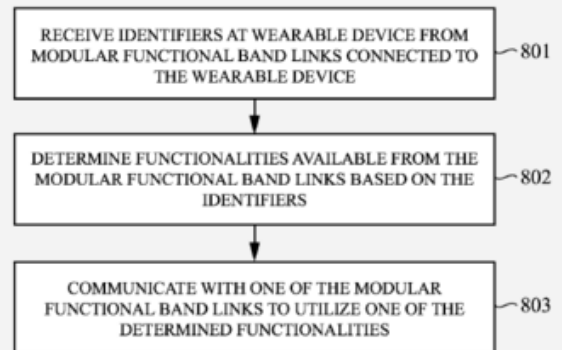 RECEIVE IDENTIFIERS AT WEARABLE DEVICE FROM
MODULAR FUNCTIONAL BAND LINKS CONNECTED TO
THE WEARABLE DEVICE
801
DETERMINE FUNCTIONALITIES AVAILABLE FROM THE
MODULAR FUNCTIONAL BAND LINKS BASED ON THE
IDENTIFIERS
802
COMMUNICATE WITH ONE OF THE MODULAR
FUNCTIONAL BAND LINKS TO UTILIZE ONE OF THE
DETERMINED FUNCTIONALITIES
803